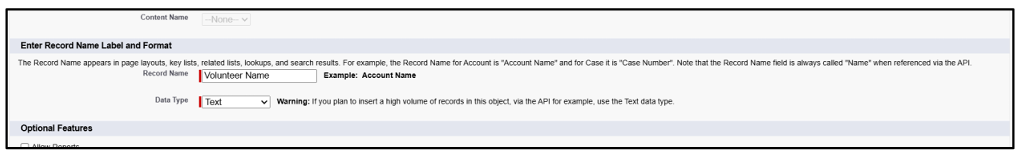 Content Name --None--
Enter Record Name Label and Format
The Record Name appears in page layouts, key lists, related lists, lookups, and search results. For example, the Record Name for Account is "Account Name" and for Case it is "Case Number". Note that the Record Name field is always called "Name" when referenced via the API.
Record Name Volunteer Name Example: Account Name
Data Type Text Warning: If you plan to insert a high volume of records in this object, via the API for example, use the Text data type.
Optional Features
Allow Reports